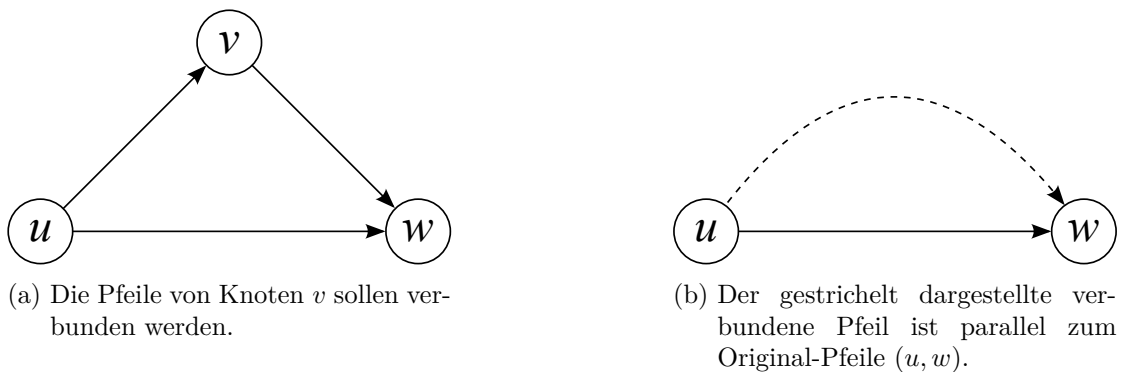 v
u
w
u
w
(a) Die Pfeile von Knoten v sollen ver-
bunden werden.
(b) Der gestrichelt dargestellte ver-
bundene Pfeil ist parallel zum
Original-Pfeile (u, w).